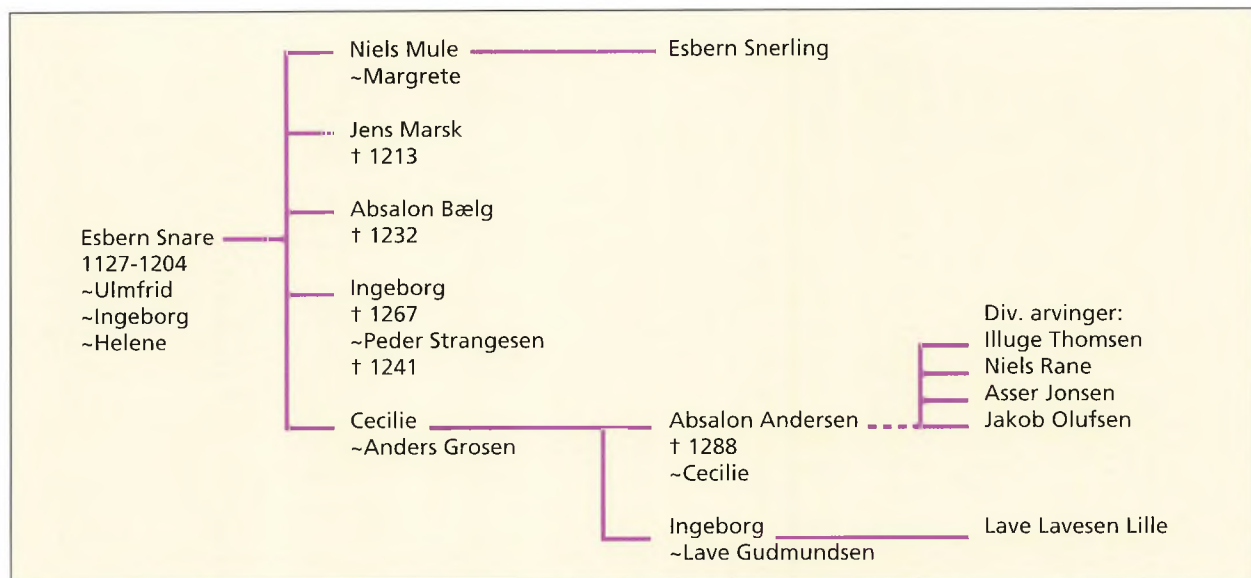 Niels Mule
~Margrete
Esbern Snerling
Jens Marsk
† 1213
Absalon Bælg
† 1232
Esbern Snare
1127-1204
~Ulmfrid
~Ingeborg
~Helene
Ingeborg
† 1267
~Peder Strangesen
† 1241
Cecilie
~Anders Grosen
Absalon Andersen
† 1288
~Cecilie
Div. arvinger:
Illuge Thomsen
Niels Rane
Asser Jonsen
Jakob Olufsen
Ingeborg
~Lave Gudmundsen
Lave Lavesen Lille